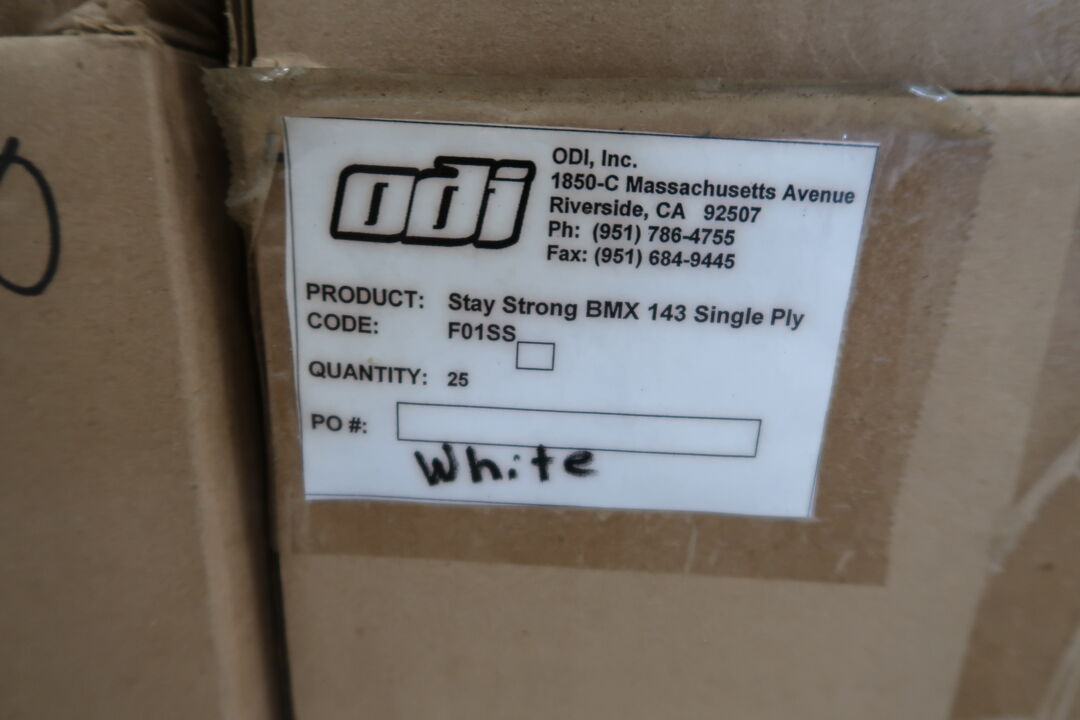 odi
ODI, Inc.
1850-C Massachusetts Avenue
Riverside, CA 92507
Ph: (951) 786-4755
Fax: (951) 684-9445
PRODUCT: Stay Strong BMX 143 Single Ply
CODE: F01SS
QUANTITY: 25
PO #:
White